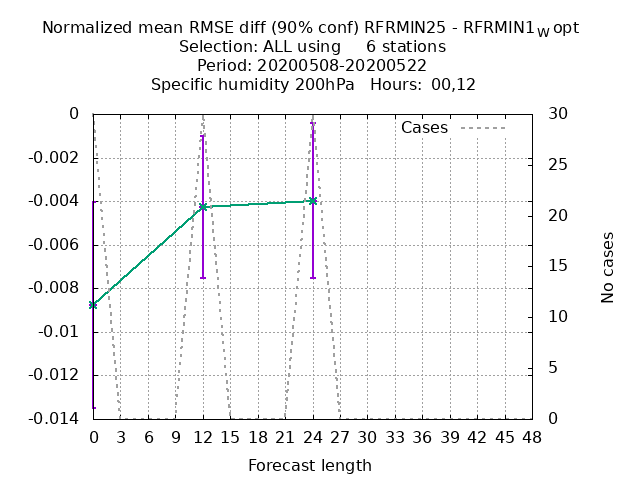 Normalized mean RMSE diff (90% conf) RFRMIN25 - RFRMIN1wopt
Selection: ALL using 6 stations
Period: 20200508-20200522
Specific humidity 200hPa Hours: 00,12
Cases
0
-0.002
-0.004
-0.006
-0.008
-0.01
-0.012
-0.014
30
25
20
15
10
5
0
No cases
0 3 6 9 12 15 18 21 24 27 30 33 36 39 42 45 48
Forecast length